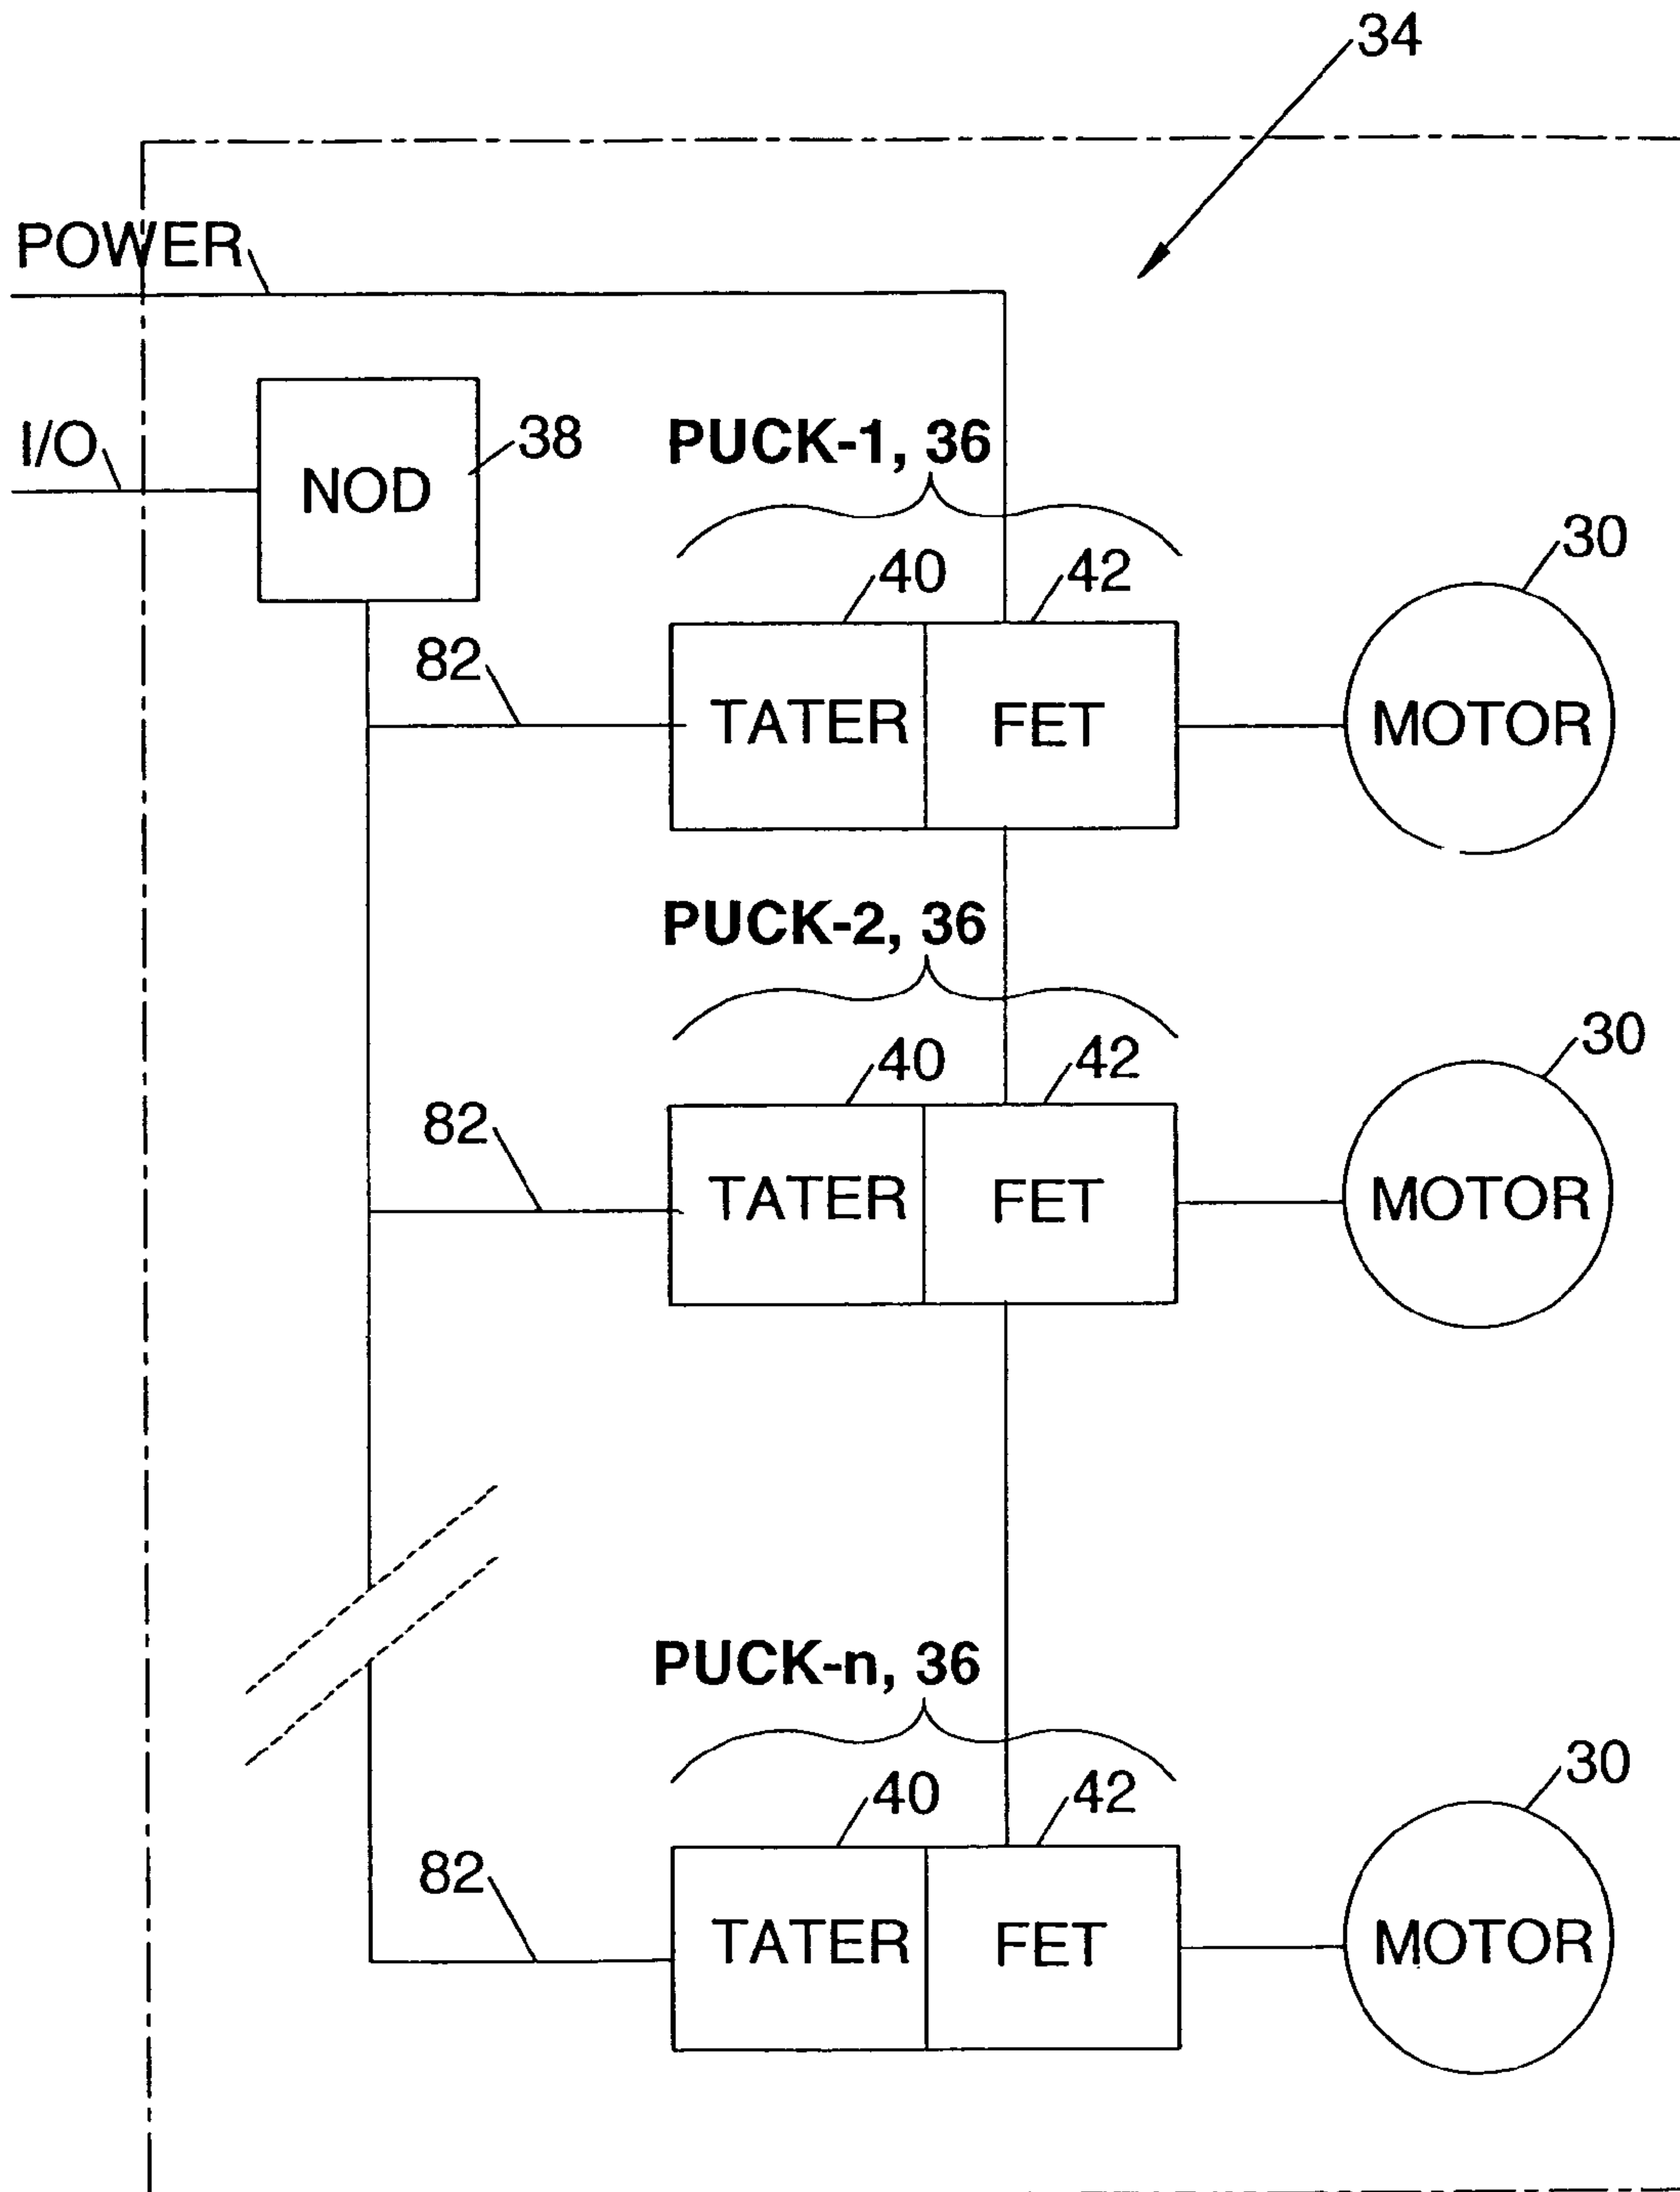 34
POWER
I/O
NOD
38
PUCK-1, 36
40
42
30
82
TATER
FET
MOTOR
PUCK-2, 36
40
42
30
82
TATER
FET
MOTOR
PUCK-n, 36
40
42
30
82
TATER
FET
MOTOR